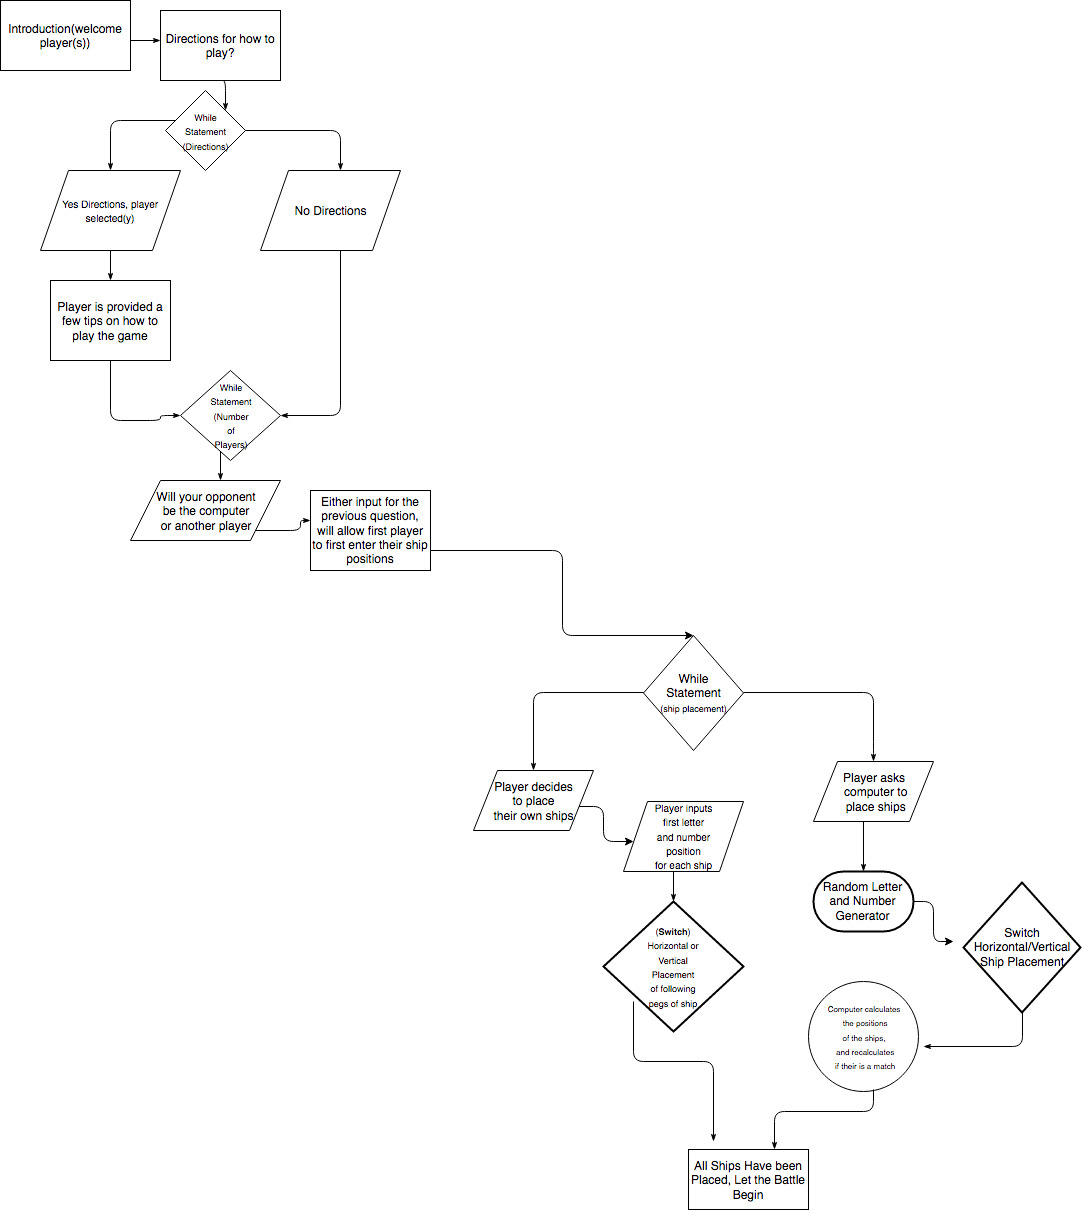 Introduction(welcome
player(s))
Directions for how to
play?
While
Statement
(Directions)
Yes Directions, player
selected(y)
No Directions
Player is provided a
few tips on how to
play the game
While
Statement
(Number
of
Players)
Will your opponent
be the computer
or another player
Either input for the
previous question,
will allow first player
to first enter their ship
positions
While
Statement
(ship placement)
Player decides
to place
their own ships
Player inputs
first letter
and number
position
for each ship
(Switch)
Horizontal or
Vertical
Placement
of following
pegs of ship
Player asks
computer to
place ships
Random Letter
and Number
Generator
Switch
Horizontal/Vertical
Ship Placement
Computer calculates
the positions
of the ships,
and recalculates
if their is a match
All Ships Have been
Placed, Let the Battle
Begin